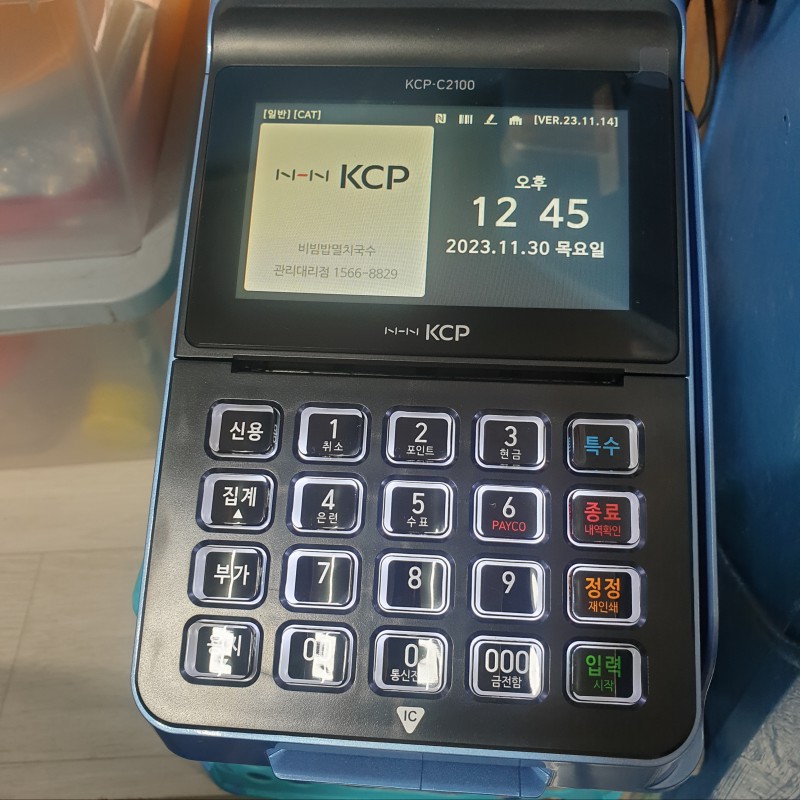 KCP-C2100
[일반] [CAT]
[VER.23.11.14]
NHN KCP
비빔밥멸치국수
관리대리점 1566-8829
오후
12 45
2023.11.30 목요일
NHN KCP
신용
1
취소
2
포인트
3
현금
특수
집계
▲
4
은련
5
수표
6
PAYCO
종료
내역확인
부가
7
8
9
정정
재인쇄
000
금전함
입력
시작
IC